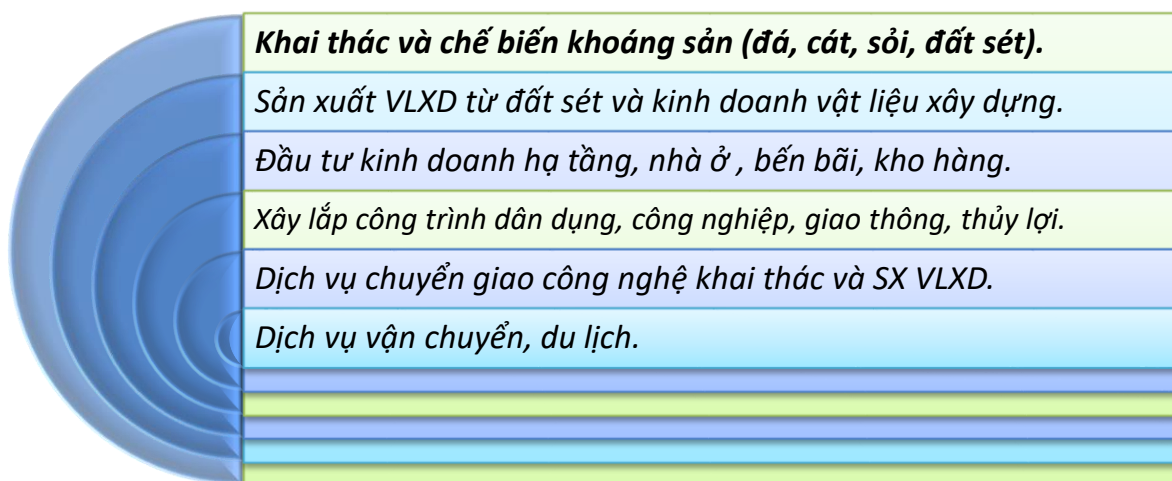 Khai thác và chế biến khoáng sản (đá, cát, sỏi, đất sét).
Sản xuất VLXD từ đất sét và kinh doanh vật liệu xây dựng.
Đầu tư kinh doanh hạ tầng, nhà ở , bến bãi, kho hàng.
Xây lắp công trình dân dụng, công nghiệp, giao thông, thủy lợi.
Dịch vụ chuyển giao công nghệ khai thác và SX VLXD.
Dịch vụ vận chuyển, du lịch.